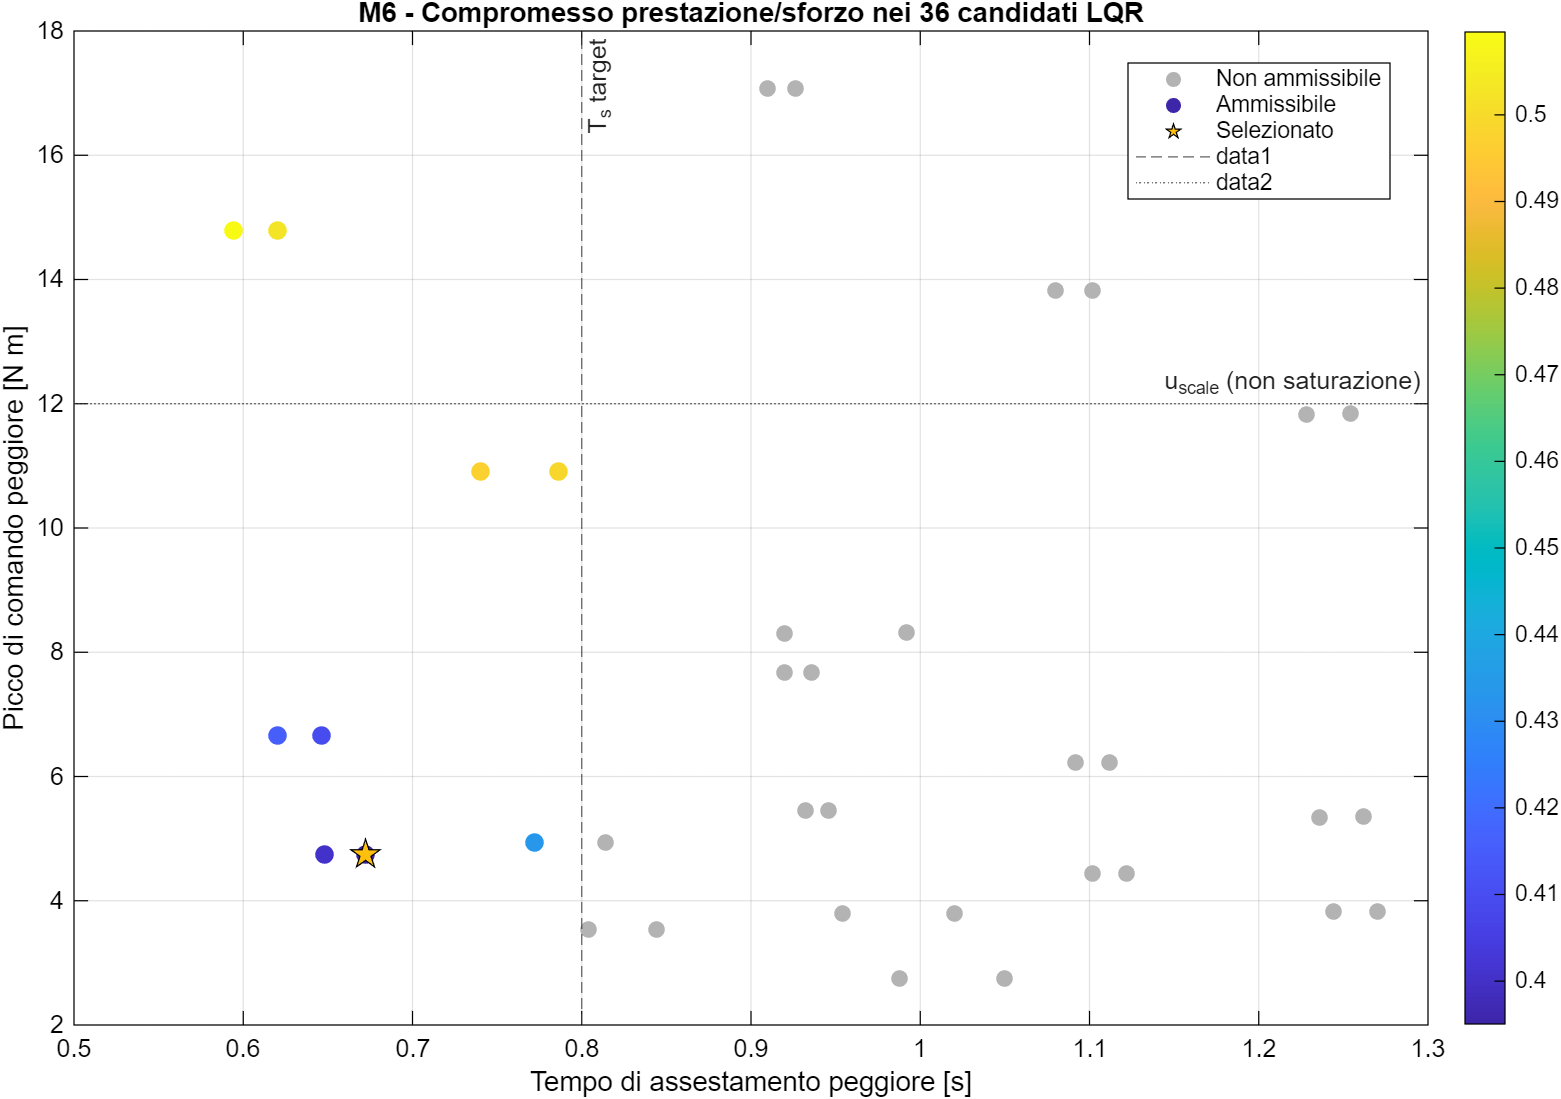 M6 - Compromesso prestazione/sforzo nei 36 candidati LQR
18
16
14
12
10
8
6
4
2
Picco di comando peggiore [N m]
0.5
0.6
0.7
0.8
0.9
1
1.1
1.2
1.3
Tempo di assestamento peggiore [s]
Ts target
uscale (non saturazione)
Non ammissibile
Ammissibile
Selezionato
data1
data2
0.5
0.49
0.48
0.47
0.46
0.45
0.44
0.43
0.42
0.41
0.4